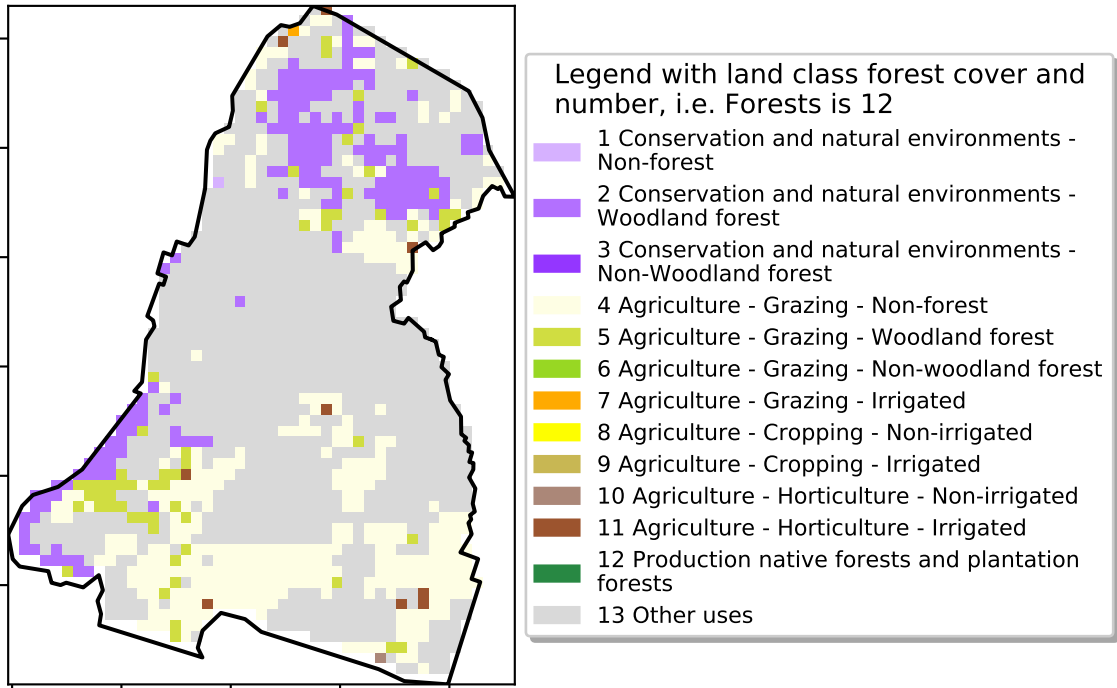 Legend with land class forest cover and
number, i.e. Forests is 12
1 Conservation and natural environments -
Non-forest
2 Conservation and natural environments -
Woodland forest
3 Conservation and natural environments -
Non-Woodland forest
4 Agriculture - Grazing - Non-forest
5 Agriculture - Grazing - Woodland forest
6 Agriculture - Grazing - Non-woodland forest
7 Agriculture - Grazing - Irrigated
8 Agriculture - Cropping - Non-irrigated
9 Agriculture - Cropping - Irrigated
10 Agriculture - Horticulture - Non-irrigated
11 Agriculture - Horticulture - Irrigated
12 Production native forests and plantation
forests
13 Other uses